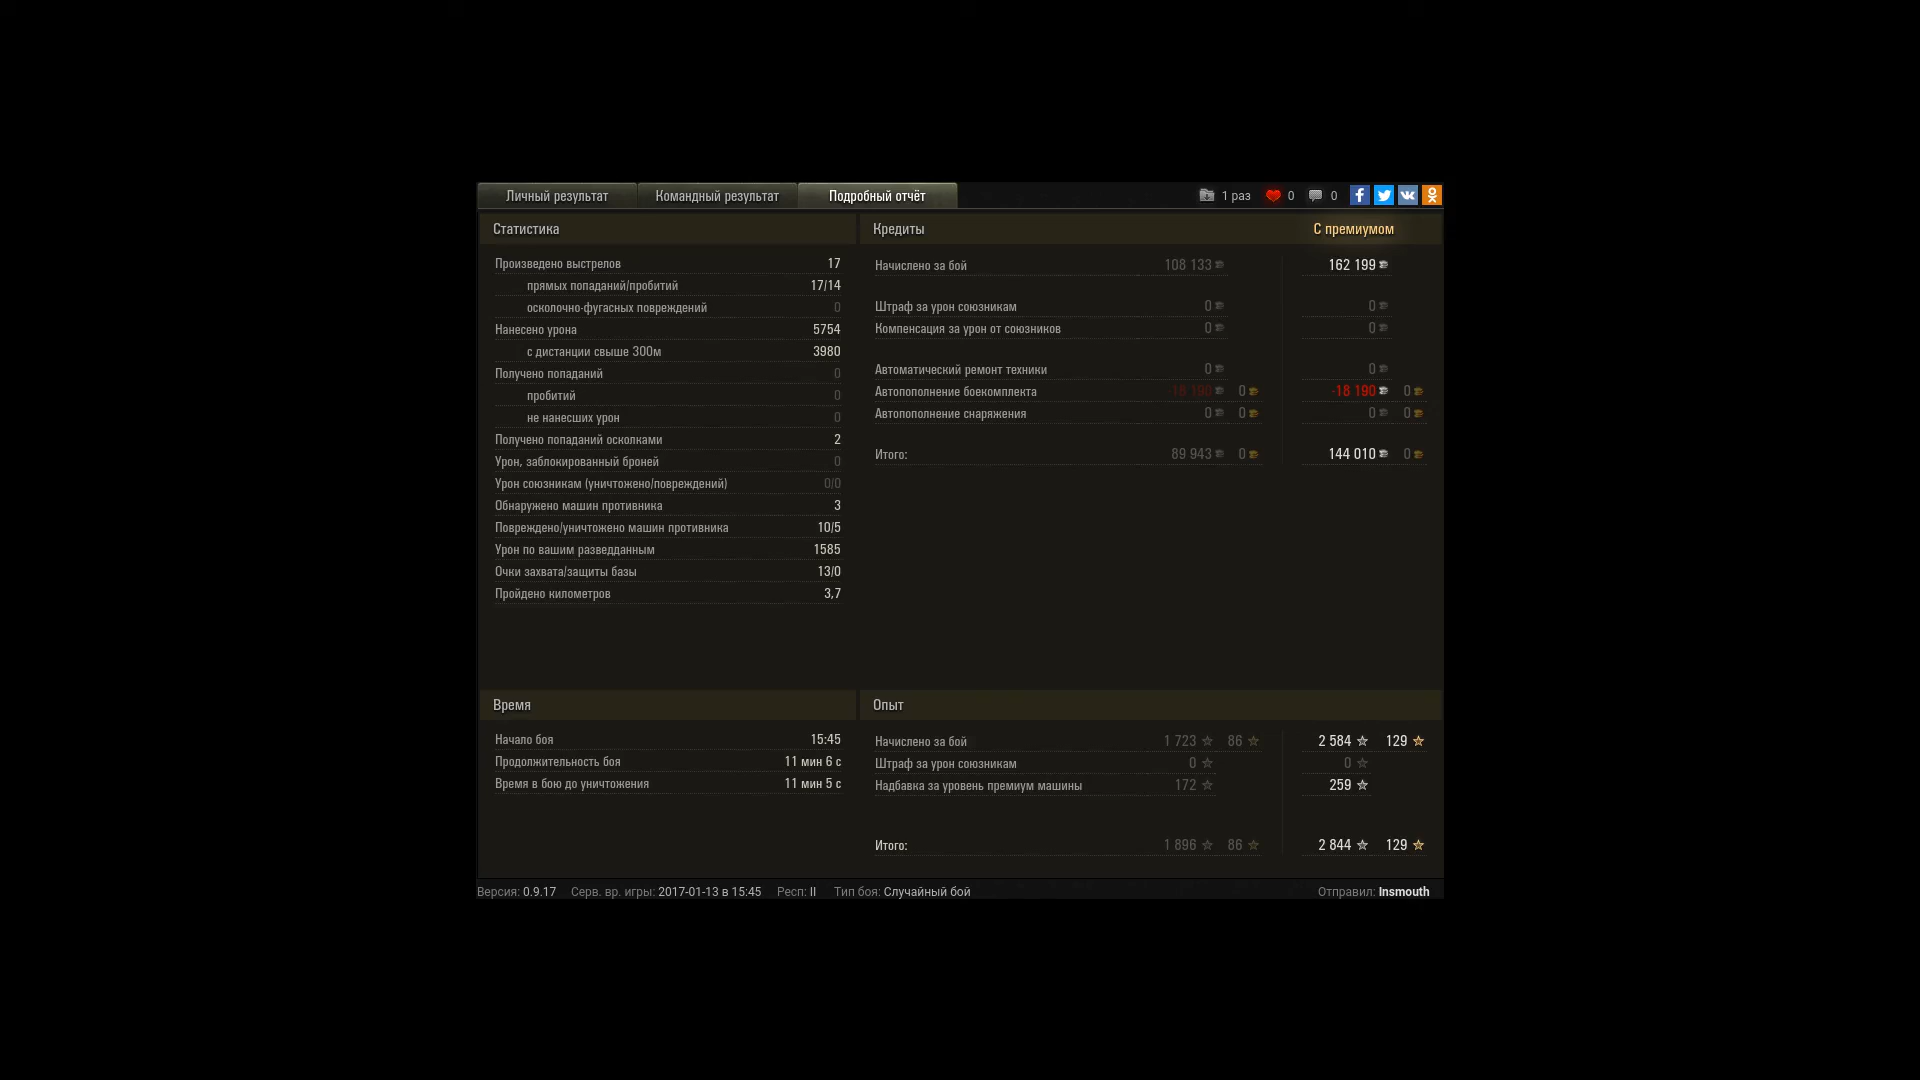 Личный результат Командный результат Подробный отчёт 1 раз 0 0
Статистика
Произведено выстрелов 17
прямых попаданий/пробитий 17/14
осколочно-фугасных повреждений 0
Нанесено урона 5754
с дистанции свыше 300м 3980
Получено попаданий 0
пробитий 0
не нанесших урон 0
Получено попаданий осколками 2
Урон, заблокированный броней 0
Урон союзникам (уничтожено/повреждений) 0/0
Обнаружено машин противника 3
Повреждено/уничтожено машин противника 10/5
Урон по вашим разведданным 1585
Очки захвата/защиты базы 13/0
Пройдено километров 3,7
Кредиты С премиумом
Начислено за бой 108 133 162 199
Штраф за урон союзникам 0 0
Компенсация за урон от союзников 0 0
Автоматический ремонт техники 0 0
Автопополнение боекомплекта -18 190 0 -18 190 0
Автопополнение снаряжения 0 0 0 0
Итого: 89 943 0 144 010 0
Время
Начало боя 15:45
Продолжительность боя 11 мин 6 с
Время в бою до уничтожения 11 мин 5 с
Опыт
Начислено за бой 1 723 86 2 584 129
Штраф за урон союзникам 0 0
Надбавка за уровень премиум машины 172 259
Итого: 1 896 86 2 844 129
Версия: 0.9.17 Серв. вр. игры: 2017-01-13 в 15:45 Респ: II Тип боя: Случайный бой Отправил: Insmouth